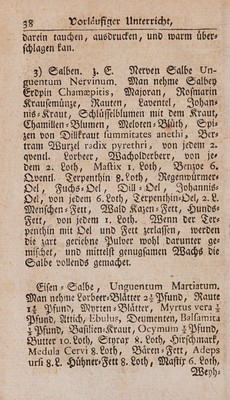 38 Vorläufiger Unterricht,
darein tauchen, ausdrucken, und warm über-
schlagen kan.
3) Salben. z. E. Nerven Salbe Un-
guentum Nervinum. Man nehme Salbey
Erdpin Chamæpitis, Majoran, Rosmarin
Krausemünze, Rauten, Laventel, Johan-
nis-Kraut, Schlüsselblumen mit dem Kraut,
Chamillen-Blumen, Meloten-Blüth, Spi-
zen von Dillkraut summitates anethi, Ber-
tram Wurzel radix pyrethri, von jedem 2.
qventl. Lorbeer, Wacholderbeer, von je-
dem 2. Loth, Mastix 1. Loth, Benzoe 6.
Qventl. Terpenthin 8. Loth, Regenwürmer-
Oel, Fuchs-Oel, Dill-Oel, Johannis-
Oel, von jedem 6. Loth, Terpenthin-Oel, 2. L.
Menschen-Fett, Wald Kazen-Fett, Hunds-
Fett, von jedem 1. Loth. Wenn der Ter-
penthin mit Oel und Fett zerlassen, werden
die zart geriebne Pulver wohl darunter ge-
mischet, und mittelst genugsamen Wachs die
Salbe vollends gemachet.
Eisen-Salbe, Unguentum Martiatum.
Man nehme Lorbeer-Blätter 2½ Pfund, Raute
1½ Pfund, Myrten-Blätter, Myrtus vera ½
Pfund, Attich, Ebulus, Deumenten, Balsamita
½ Pfund, Basilien-Kraut, Ocymum ½ Pfund,
Butter 10. Loth, Storax 8. Loth, Hirschmark,
Medula Cervi 8. Loth, Bären-Fett, Adeps
ursi 8. L. Hühner-Fett 8. Loth, Mastix 6. Loth,
Weyh-